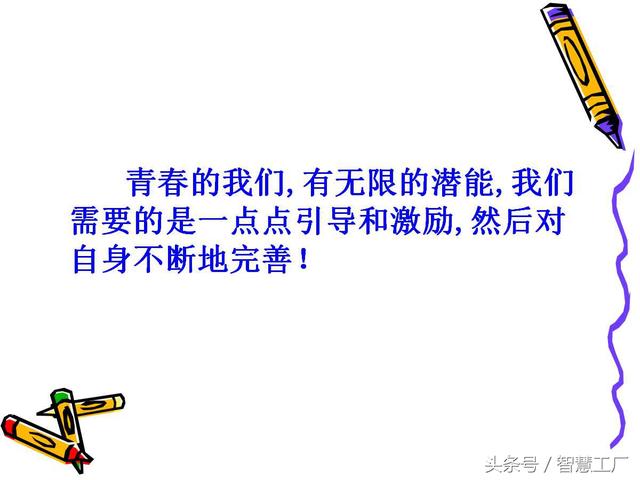 青春的我们,有无限的潜能,我们
需要的是一点点引导和激励,然后对
自身不断地完善!
头条号/智慧工厂